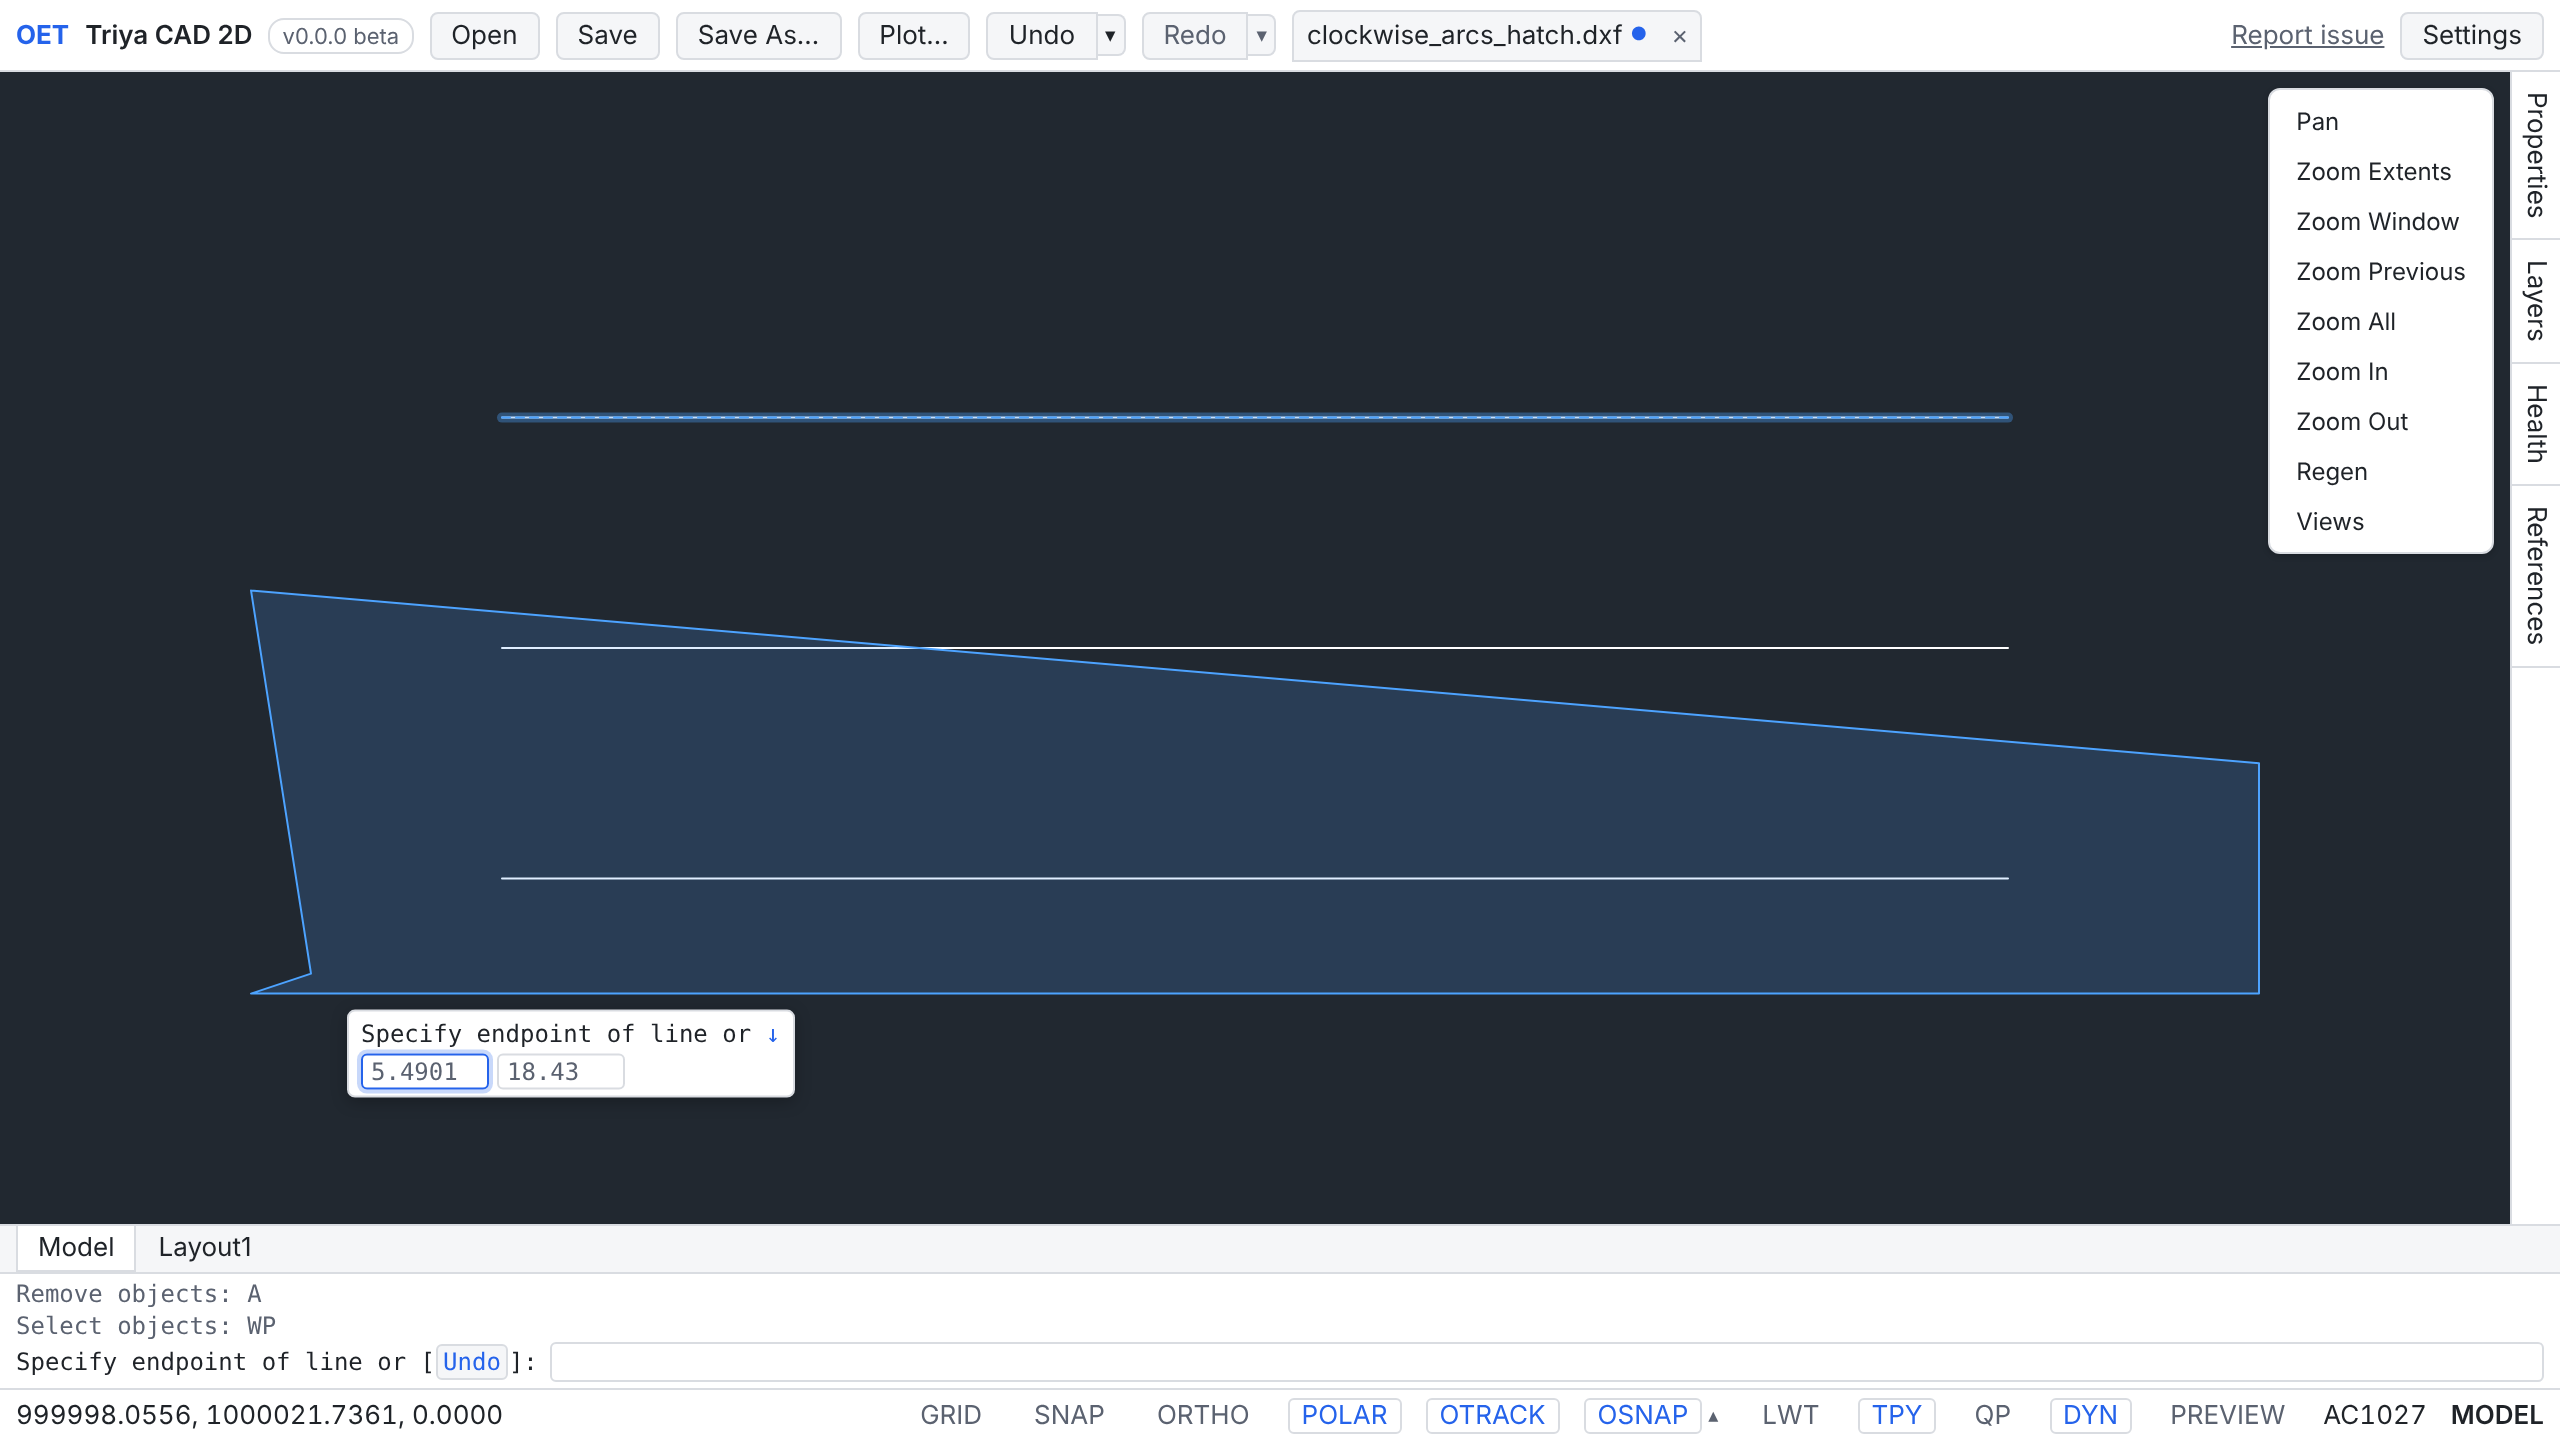 OET Triya CAD 2D v0.0.0 beta Open Save Save As... Plot... Undo ▾ Redo ▾ clockwise_arcs_hatch.dxf × Report issue Settings
Pan
Zoom Extents
Zoom Window
Zoom Previous
Zoom All
Zoom In
Zoom Out
Regen
Views
Properties
Layers
Health
References
Specify endpoint of line or ↓
5.4901 18.43
Model Layout1
Remove objects: A
Select objects: WP
Specify endpoint of line or [Undo]:
999998.0556, 1000021.7361, 0.0000 GRID SNAP ORTHO POLAR OTRACK OSNAP ▴ LWT TPY QP DYN PREVIEW AC1027 MODEL